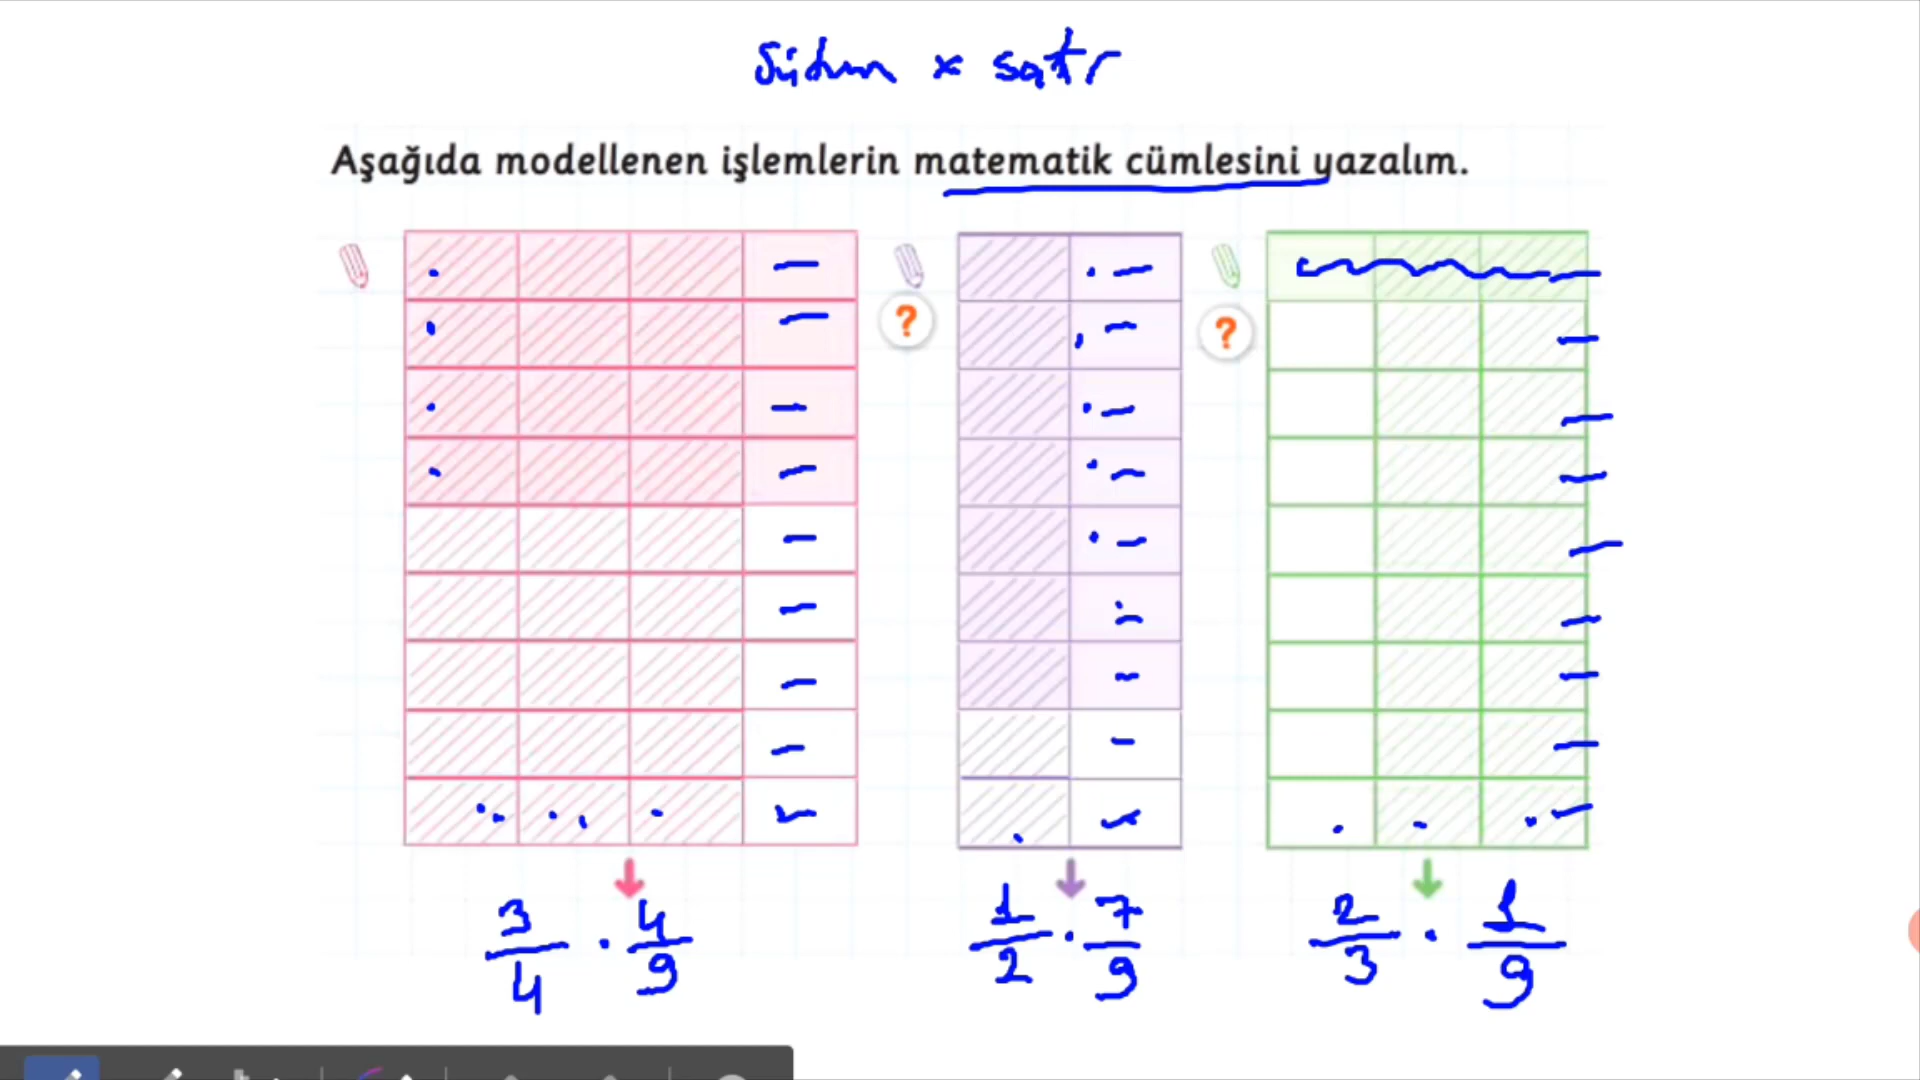 Sütun × satır
Aşağıda modellenen işlemlerin matematik cümlesini yazalım.
?
?
3/4 · 4/9
1/2 · 7/9
2/3 · 1/9